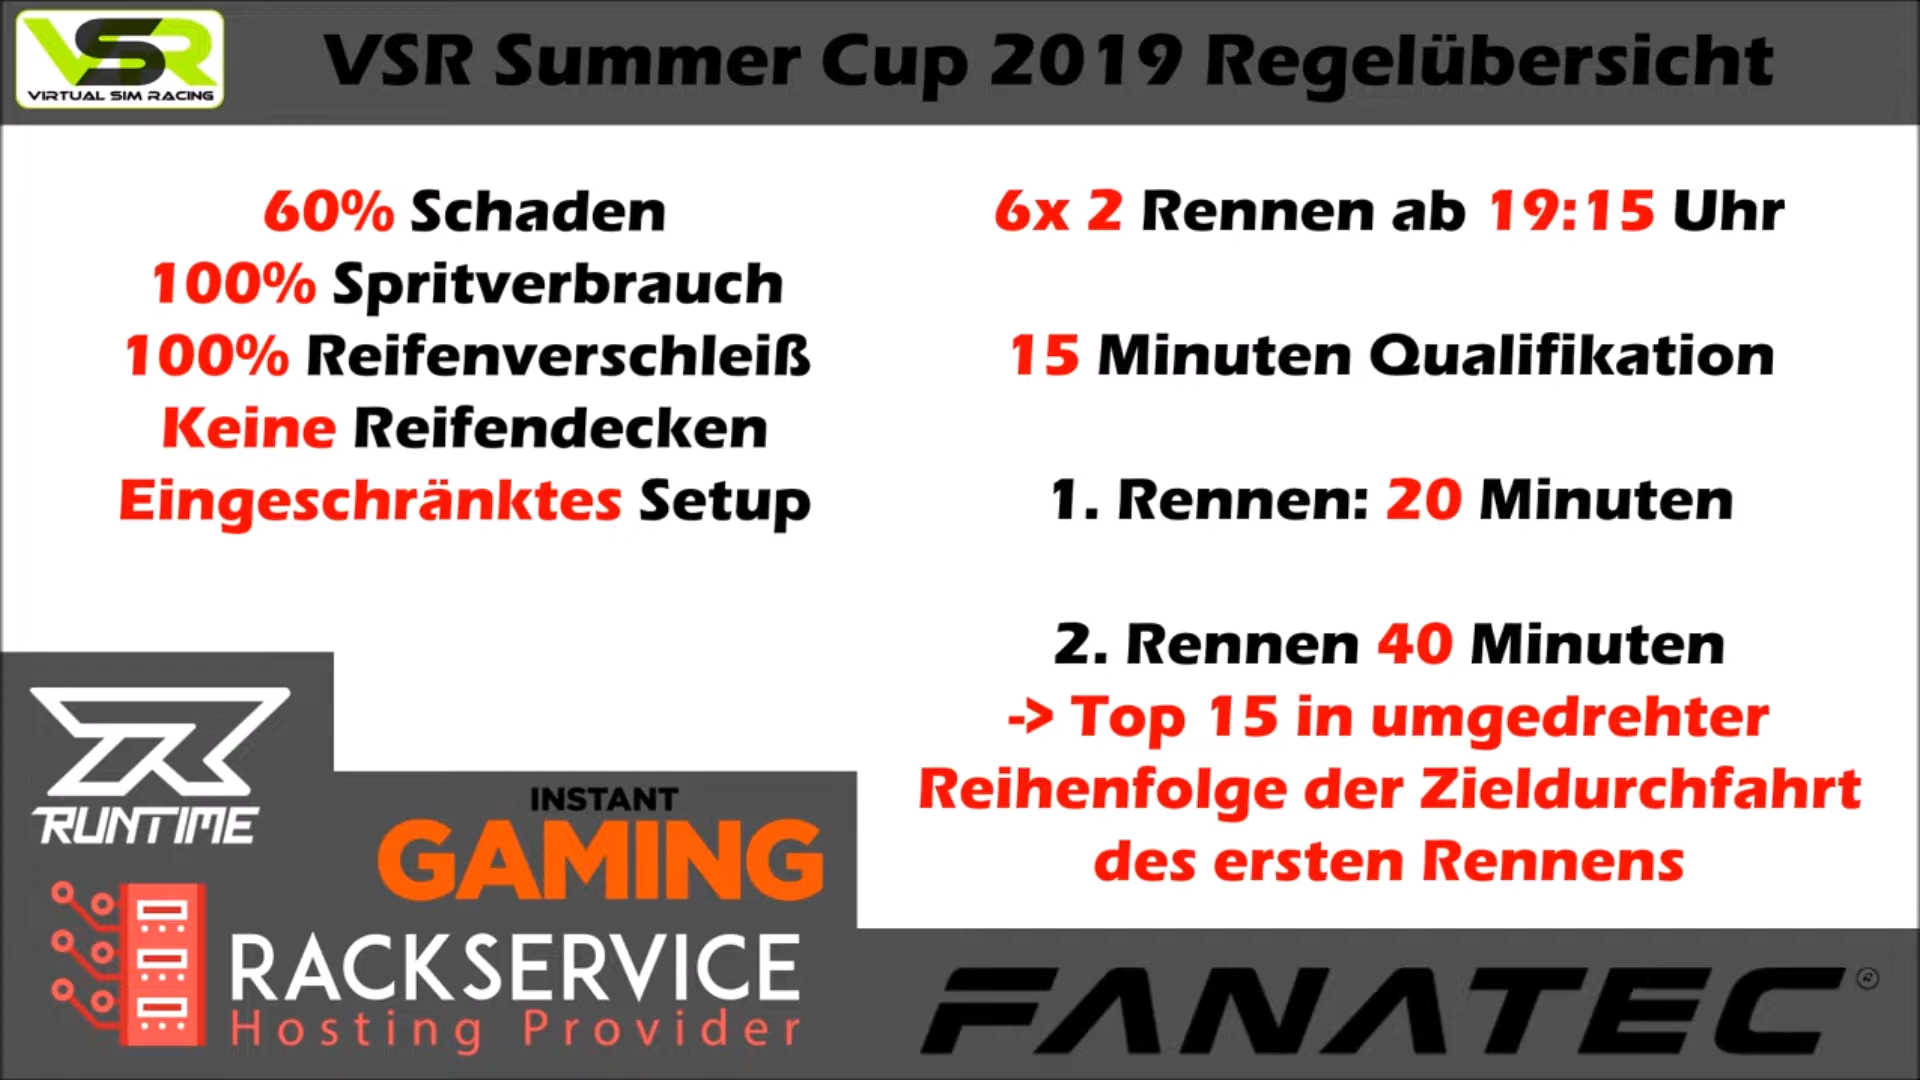 VSR
VIRTUAL SIM RACING
VSR Summer Cup 2019 Regelübersicht
60% Schaden
100% Spritverbrauch
100% Reifenverschleiß
Keine Reifendecken
Eingeschränktes Setup
6x 2 Rennen ab 19:15 Uhr
15 Minuten Qualifikation
1. Rennen: 20 Minuten
2. Rennen 40 Minuten
-> Top 15 in umgedrehter
Reihenfolge der Zieldurchfahrt
des ersten Rennens
RUNTIME
INSTANT
GAMING
RACKSERVICE
Hosting Provider
FANATEC®